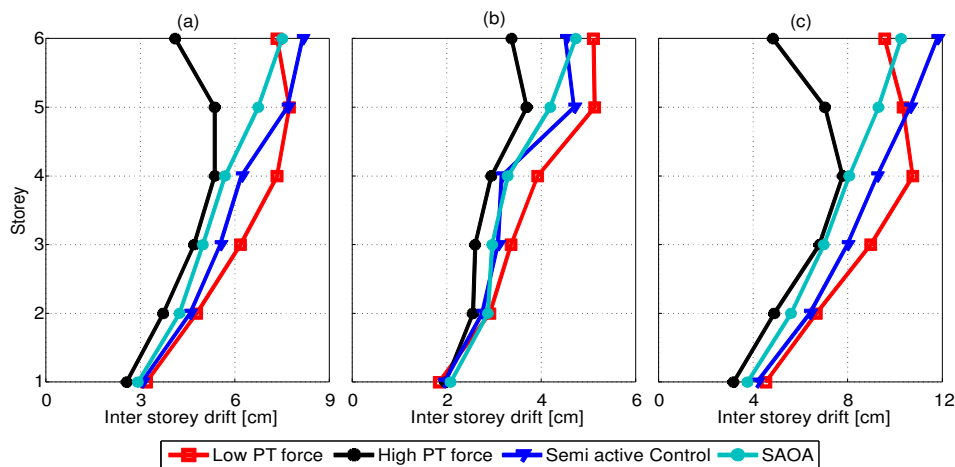 (a) (b) (c)
6
5
4
3
2
1
Storey
0 3 6 9 0 2 4 6 0 4 8 12
Inter storey drift [cm] Inter storey drift [cm] Inter storey drift [cm]
Low PT force High PT force Semi active Control SAOA